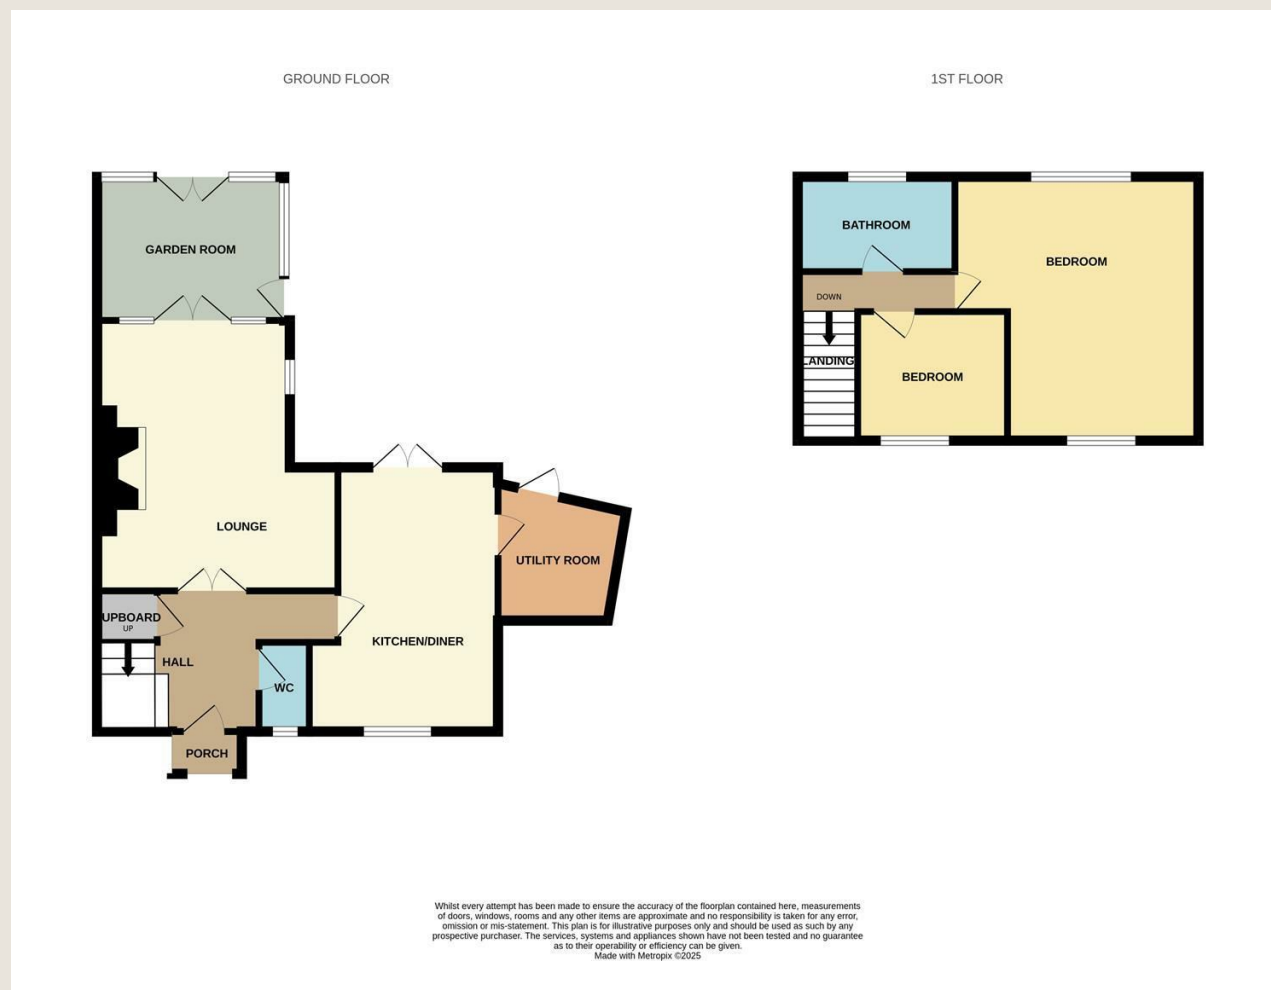 GROUND FLOOR
1ST FLOOR
GARDEN ROOM
LOUNGE
UTILITY ROOM
UPBOARD
UP
KITCHEN/DINER
HALL
WC
PORCH
BATHROOM
BEDROOM
DOWN
LANDING
BEDROOM
Whilst every attempt has been made to ensure the accuracy of the floorplan contained here, measurements
of doors, windows, rooms and any other items are approximate and no responsibility is taken for any error,
omission or mis-statement. This plan is for illustrative purposes only and should be used as such by any
prospective purchaser. The services, systems and appliances shown have not been tested and no guarantee
as to their operability or efficiency can be given.
Made with Metropix ©2025